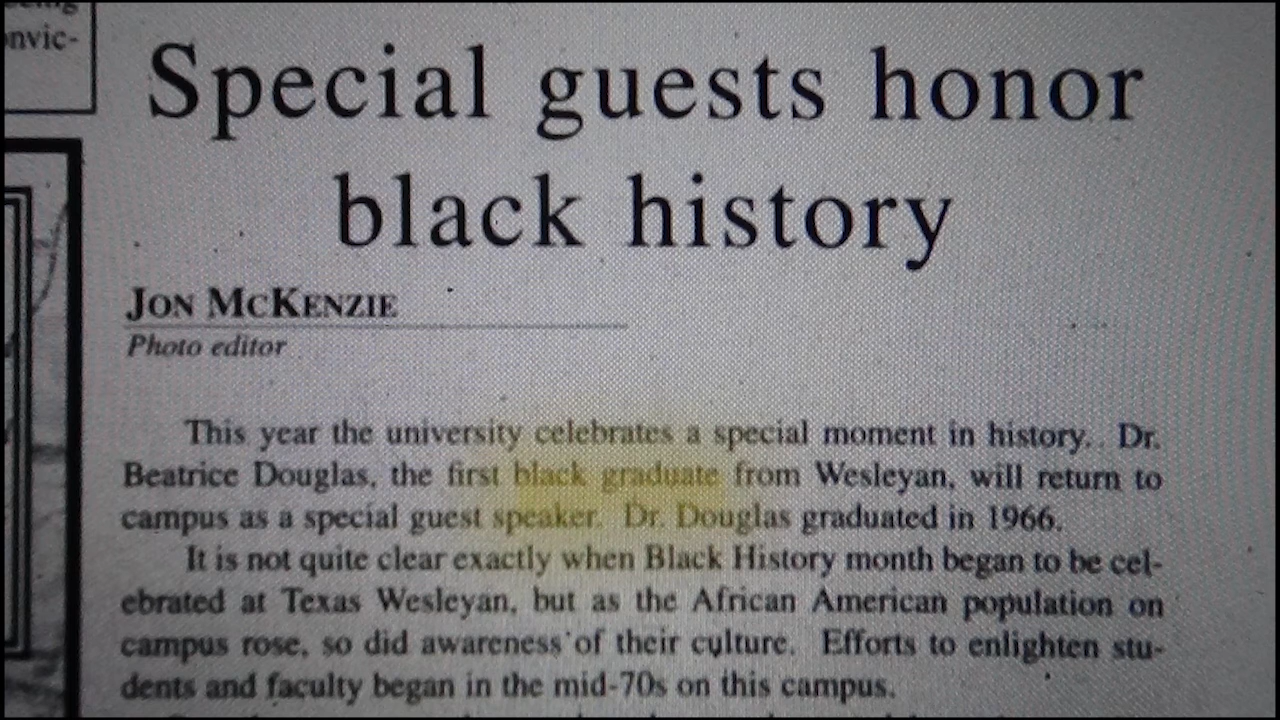 onvic-
Special guests honor
black history
JON MCKENZIE
Photo editor
This year the university celebrates a special moment in history. Dr.
Beatrice Douglas, the first black graduate from Wesleyan, will return to
campus as a special guest speaker. Dr. Douglas graduated in 1966.
It is not quite clear exactly when Black History month began to be cel-
ebrated at Texas Wesleyan, but as the African American population on
campus rose, so did awareness of their culture. Efforts to enlighten stu-
dents and faculty began in the mid-70s on this campus.